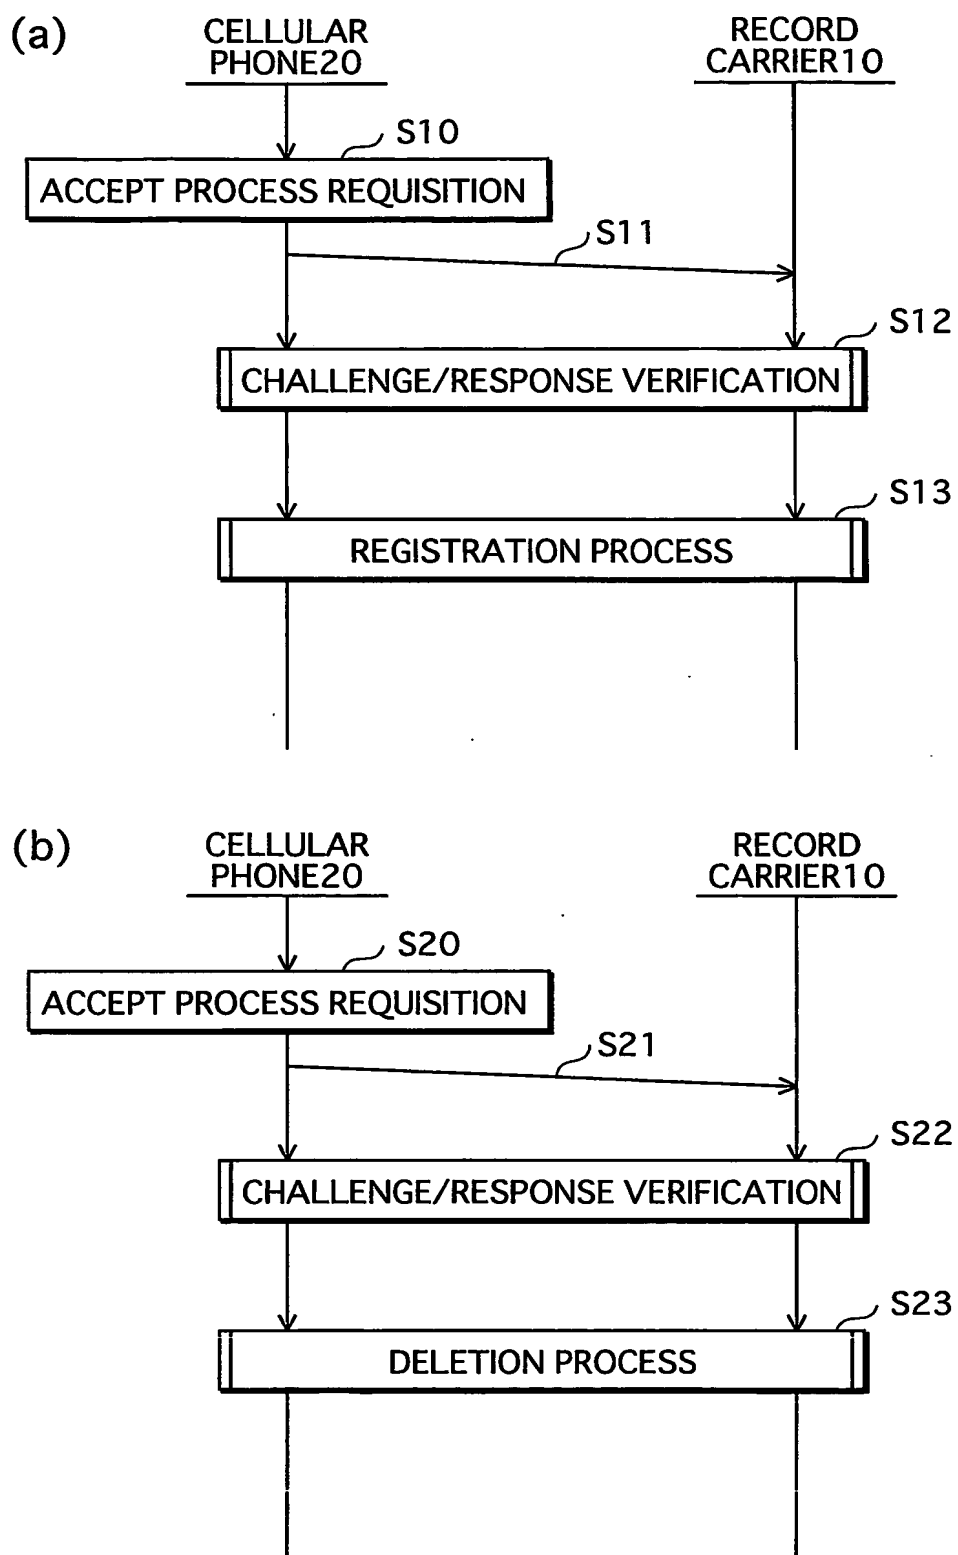 (a)
CELLULAR
PHONE20
RECORD
CARRIER10
S10
ACCEPT PROCESS REQUISITION
S11
S12
CHALLENGE/RESPONSE VERIFICATION
S13
REGISTRATION PROCESS
(b)
CELLULAR
PHONE20
RECORD
CARRIER10
S20
ACCEPT PROCESS REQUISITION
S21
S22
CHALLENGE/RESPONSE VERIFICATION
S23
DELETION PROCESS